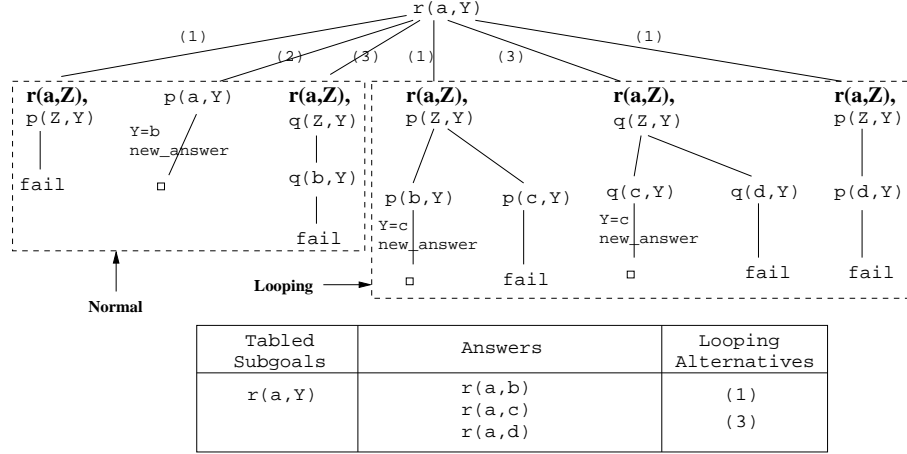 r(a,Y)
(1) (2) (3) (1) (3) (1)
r(a,Z), p(a,Y) r(a,Z), r(a,Z), r(a,Z), r(a,Z),
p(Z,Y) q(Z,Y) p(Z,Y) q(Z,Y) p(Z,Y)
Y=b
new_answer
fail q(b,Y) p(b,Y) p(c,Y) q(c,Y) q(d,Y) p(d,Y)
Y=c Y=c
new_answer new_answer
fail fail fail fail
Normal
Looping
Tabled Answers Looping
Subgoals Alternatives
r(a,Y) r(a,b) (1)
r(a,c) (3)
r(a,d)